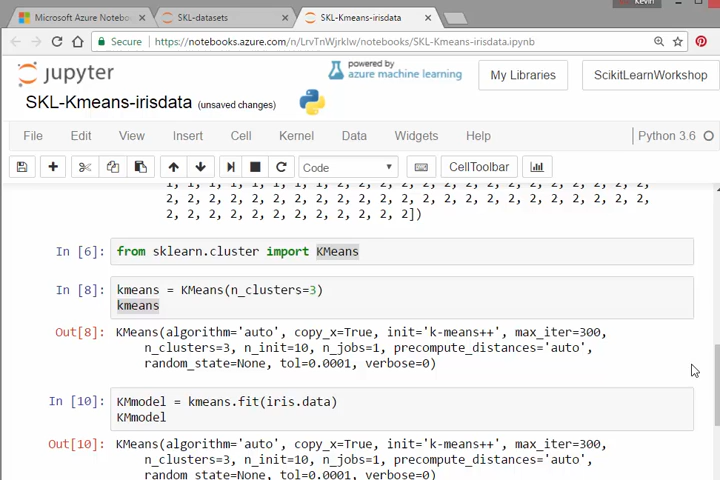 Kevin
Microsoft Azure Notebo
SKL-datasets
SKL-Kmeans-irisdata
Secure
https://notebooks.azure.com/n/LrvTnWjrklw/notebooks/SKL-Kmeans-irisdata.ipynb
jupyter
powered by
azure machine learning
My Libraries
ScikitLearnWorkshop
SKL-Kmeans-irisdata (unsaved changes)
File Edit View Insert Cell Kernel Data Widgets Help
Python 3.6
Code
CellToolbar
1, 1, 1, 1, 1, 1, 1, 1, 2, 2, 2, 2, 2, 2, 2, 2, 2, 2, 2, 2, 2, 2,
2, 2, 2, 2, 2, 2, 2, 2, 2, 2, 2, 2, 2, 2, 2, 2, 2, 2, 2, 2, 2, 2,
2, 2, 2, 2, 2, 2, 2, 2, 2, 2, 2])
In [6]: from sklearn.cluster import KMeans
In [8]: kmeans = KMeans(n_clusters=3)
kmeans
Out[8]: KMeans(algorithm='auto', copy_x=True, init='k-means++', max_iter=300,
n_clusters=3, n_init=10, n_jobs=1, precompute_distances='auto',
random_state=None, tol=0.0001, verbose=0)
In [10]: KMmodel = kmeans.fit(iris.data)
KMmodel
Out[10]: KMeans(algorithm='auto', copy_x=True, init='k-means++', max_iter=300,
n_clusters=3, n_init=10, n_jobs=1, precompute_distances='auto',
random_state=None, tol=0.0001, verbose=0)